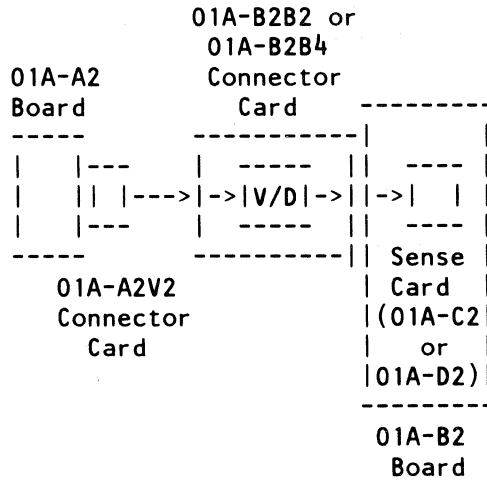 01A-B2B2 or
01A-B2B4
01A-A2 Connector
Board Card
V/D
Sense
01A-A2V2 Card
Connector (01A-C2
Card or
01A-D2)
01A-B2
Board